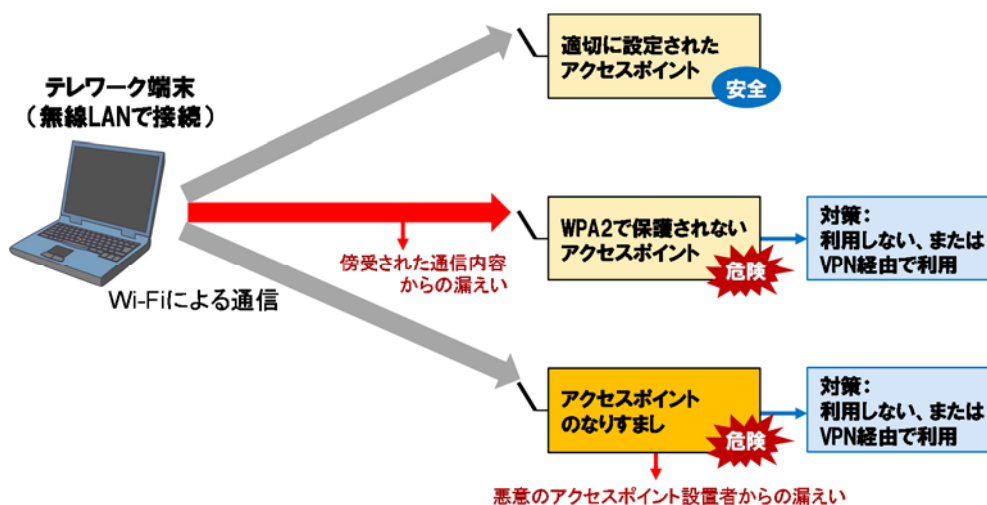 テレワーク端末
（無線LANで接続）
Wi-Fiによる通信
適切に設定された
アクセスポイント
安全
傍受された通信内容
からの漏えい
WPA2で保護されない
アクセスポイント
危険
対策：
利用しない、または
VPN経由で利用
アクセスポイント
のなりすまし
危険
対策：
利用しない、または
VPN経由で利用
悪意のアクセスポイント設置者からの漏えい